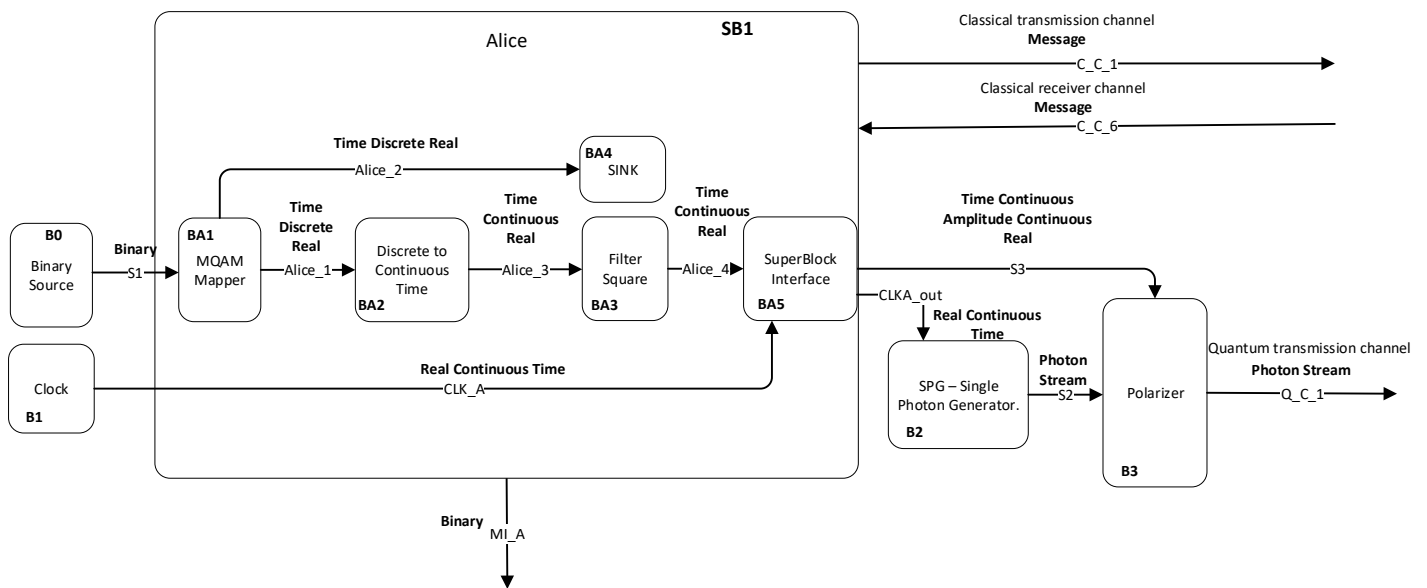 Alice
SB1
Classical transmission channel
Message
C_C_1
Classical receiver channel
Message
C_C_6
Time Discrete Real
Alice_2
BA4
SINK
B0
Binary
Source
Binary
S1
BA1
MQAM
Mapper
Time
Discrete
Real
Alice_1
Discrete to
Continuous
Time
BA2
Time
Continuous
Real
Alice_3
Filter
Square
BA3
Time
Continuous
Real
Alice_4
SuperBlock
Interface
BA5
Time Continuous
Amplitude Continuous
Real
S3
CLKA_out
Real Continuous
Time
Clock
B1
Real Continuous Time
CLK_A
SPG – Single
Photon Generator.
B2
Photon
Stream
S2
Polarizer
B3
Quantum transmission channel
Photon Stream
Q_C_1
Binary
MI_A